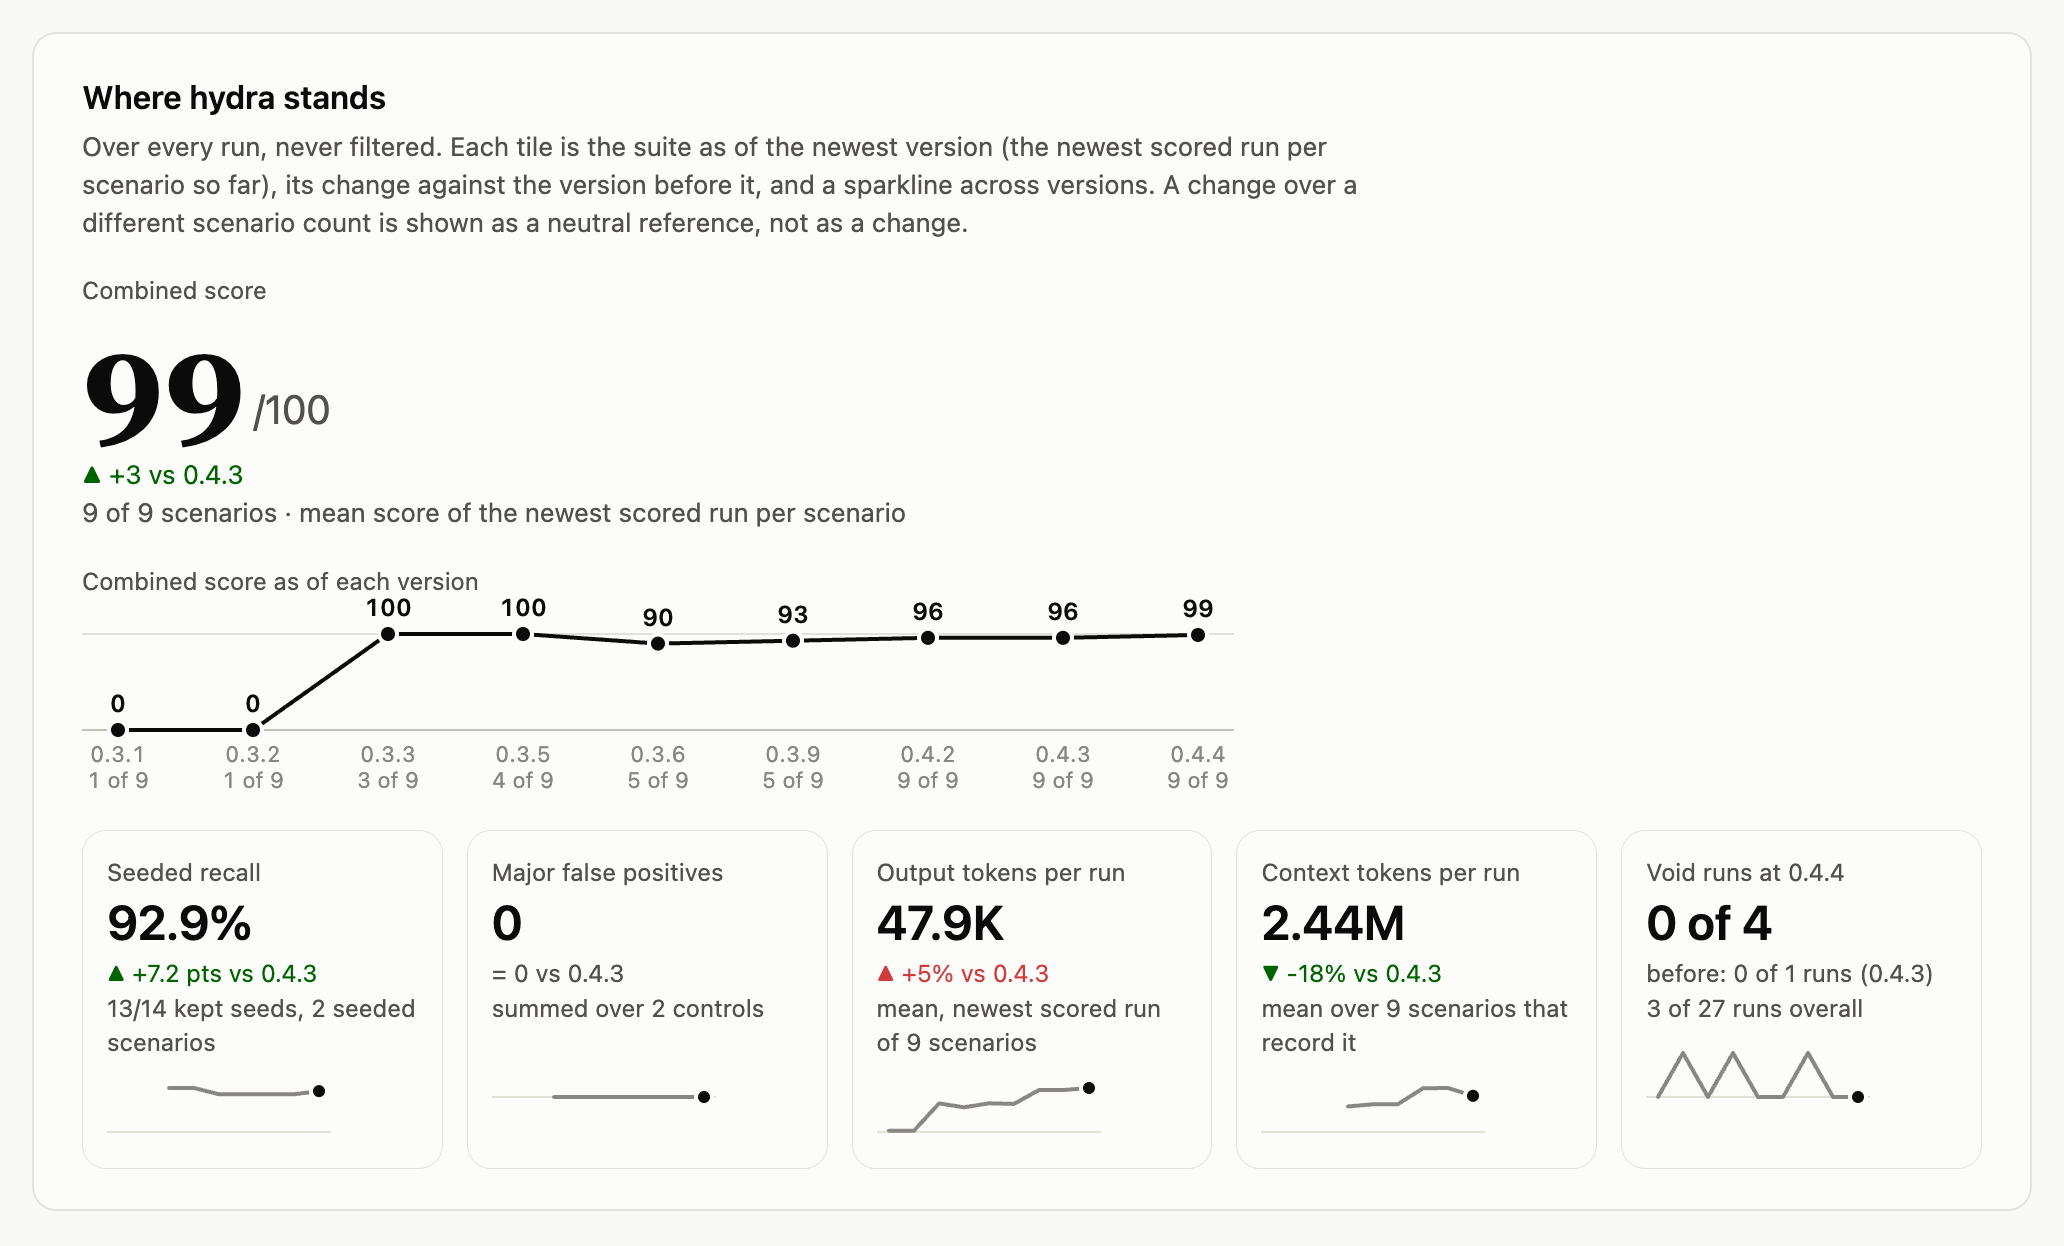 Where hydra stands
Over every run, never filtered. Each tile is the suite as of the newest version (the newest scored run per
scenario so far), its change against the version before it, and a sparkline across versions. A change over a
different scenario count is shown as a neutral reference, not as a change.
Combined score
99 /100
▲ +3 vs 0.4.3
9 of 9 scenarios · mean score of the newest scored run per scenario
Combined score as of each version
0 0 100 100 90 93 96 96 99
0.3.1 0.3.2 0.3.3 0.3.5 0.3.6 0.3.9 0.4.2 0.4.3 0.4.4
1 of 9 1 of 9 3 of 9 4 of 9 5 of 9 5 of 9 9 of 9 9 of 9 9 of 9
Seeded recall
92.9%
▲ +7.2 pts vs 0.4.3
13/14 kept seeds, 2 seeded
scenarios
Major false positives
0
= 0 vs 0.4.3
summed over 2 controls
Output tokens per run
47.9K
▲ +5% vs 0.4.3
mean, newest scored run
of 9 scenarios
Context tokens per run
2.44M
▼ -18% vs 0.4.3
mean over 9 scenarios that
record it
Void runs at 0.4.4
0 of 4
before: 0 of 1 runs (0.4.3)
3 of 27 runs overall